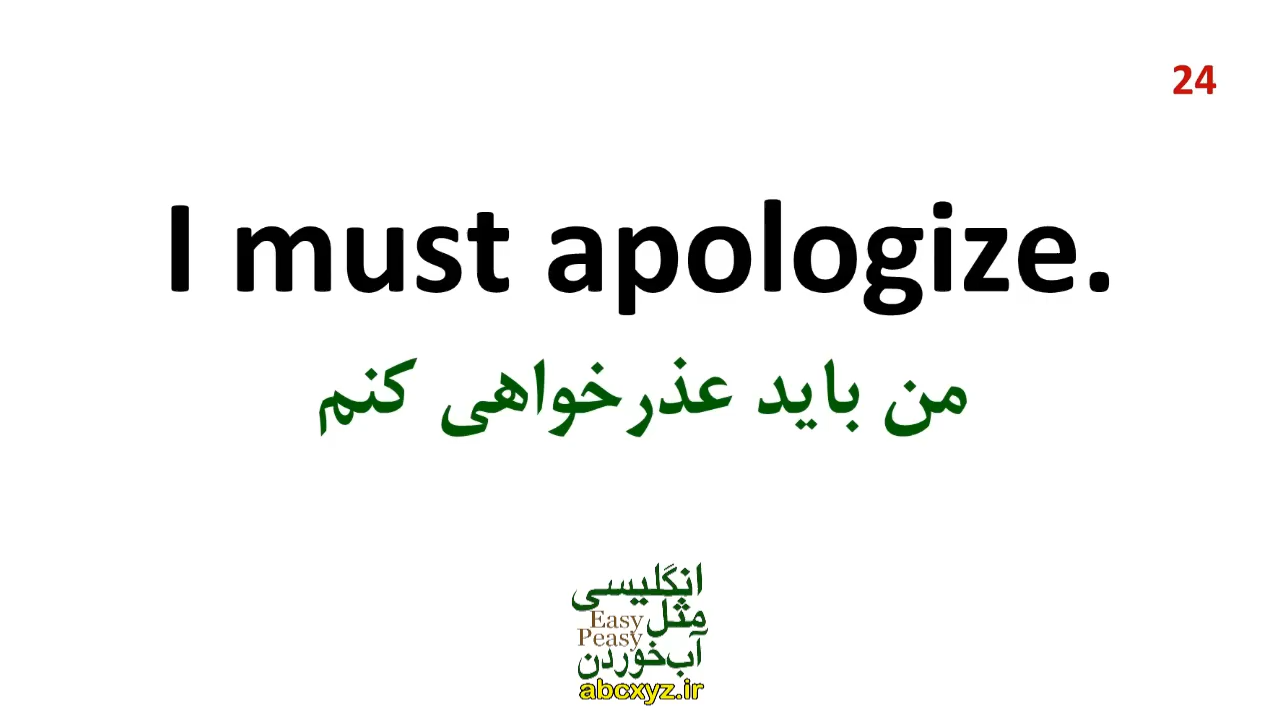 24
I must apologize.
من باید عذرخواهی کنم
انگلیسی
مثل
Easy
Peasy
آب‌خوردن
abcxyz.ir